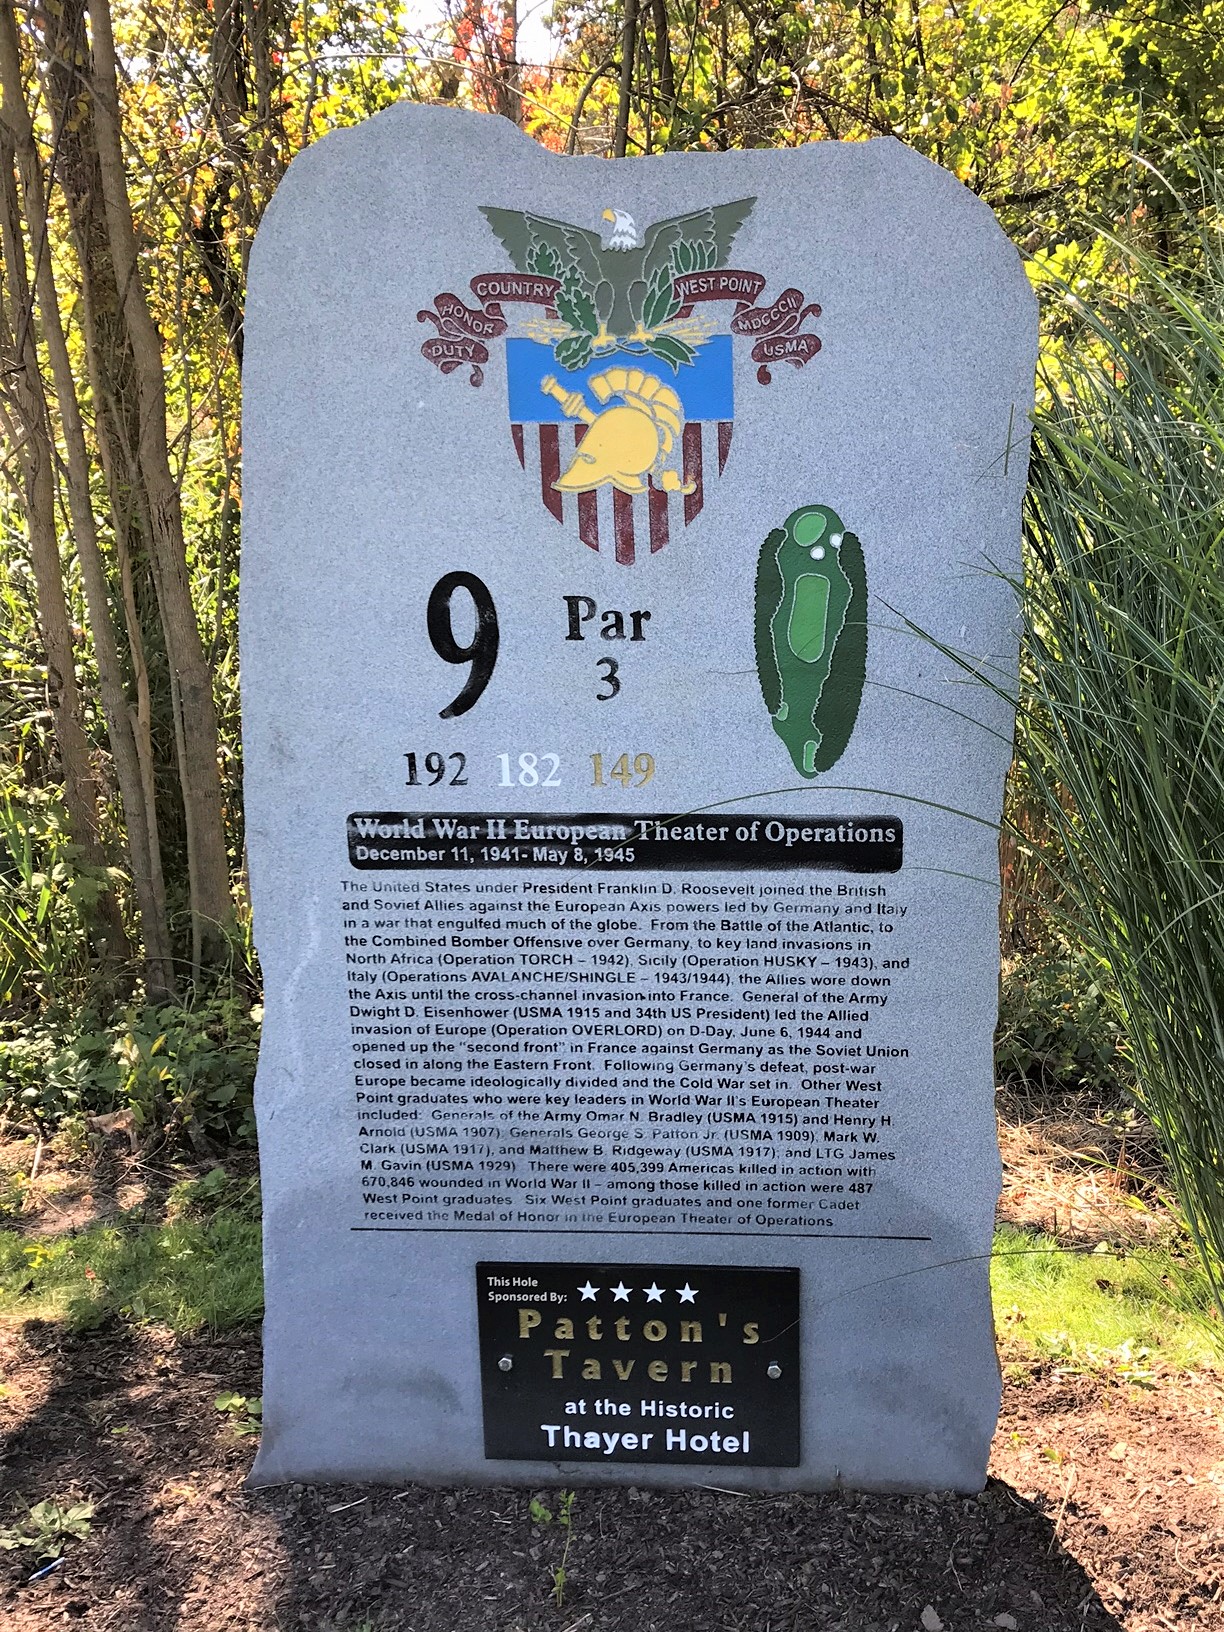 COUNTRY WEST POINT
HONOR MDCCCII
DUTY USMA
9 Par
3
192 182 149
World War II European Theater of Operations
December 11, 1941- May 8, 1945
The United States under President Franklin D. Roosevelt joined the British
and Soviet Allies against the European Axis powers led by Germany and Italy
in a war that engulfed much of the globe. From the Battle of the Atlantic, to
the Combined Bomber Offensive over Germany, to key land invasions in
North Africa (Operation TORCH – 1942), Sicily (Operation HUSKY – 1943), and
Italy (Operations AVALANCHE/SHINGLE – 1943/1944), the Allies wore down
the Axis until the cross-channel invasion into France. General of the Army
Dwight D. Eisenhower (USMA 1915 and 34th US President) led the Allied
invasion of Europe (Operation OVERLORD) on D-Day, June 6, 1944 and
opened up the "second front" in France against Germany as the Soviet Union
closed in along the Eastern Front. Following Germany's defeat, post-war
Europe became ideologically divided and the Cold War set in. Other West
Point graduates who were key leaders in World War II's European Theater
included: Generals of the Army Omar N. Bradley (USMA 1915) and Henry H.
Arnold (USMA 1907); Generals George S. Patton Jr. (USMA 1909), Mark W.
Clark (USMA 1917), and Matthew B. Ridgeway (USMA 1917); and LTG James
M. Gavin (USMA 1929). There were 405,399 Americas killed in action with
670,846 wounded in World War II – among those killed in action were 487
West Point graduates. Six West Point graduates and one former Cadet
received the Medal of Honor in the European Theater of Operations
This Hole
Sponsored By:
Patton's
Tavern
at the Historic
Thayer Hotel